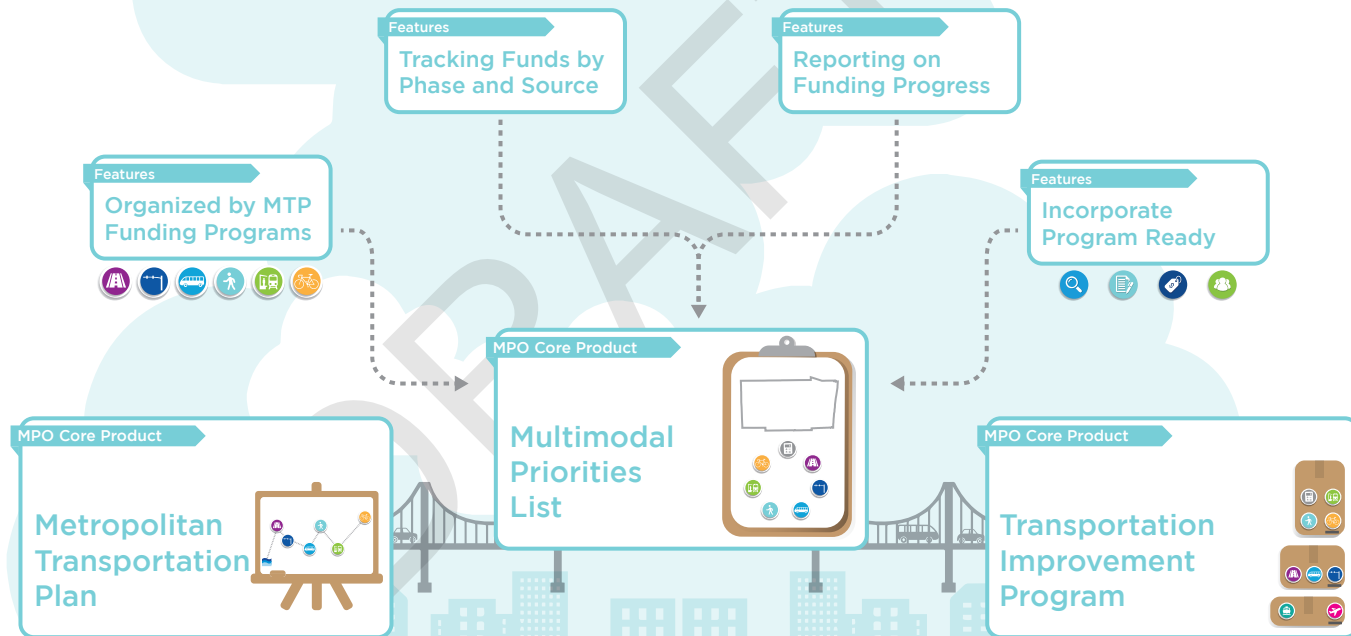 Features
Tracking Funds by
Phase and Source
Features
Reporting on
Funding Progress
Features
Organized by MTP
Funding Programs
Features
Incorporate
Program Ready
MPO Core Product
Multimodal
Priorities
List
MPO Core Product
Metropolitan
Transportation
Plan
MPO Core Product
Transportation
Improvement
Program
DRAFT